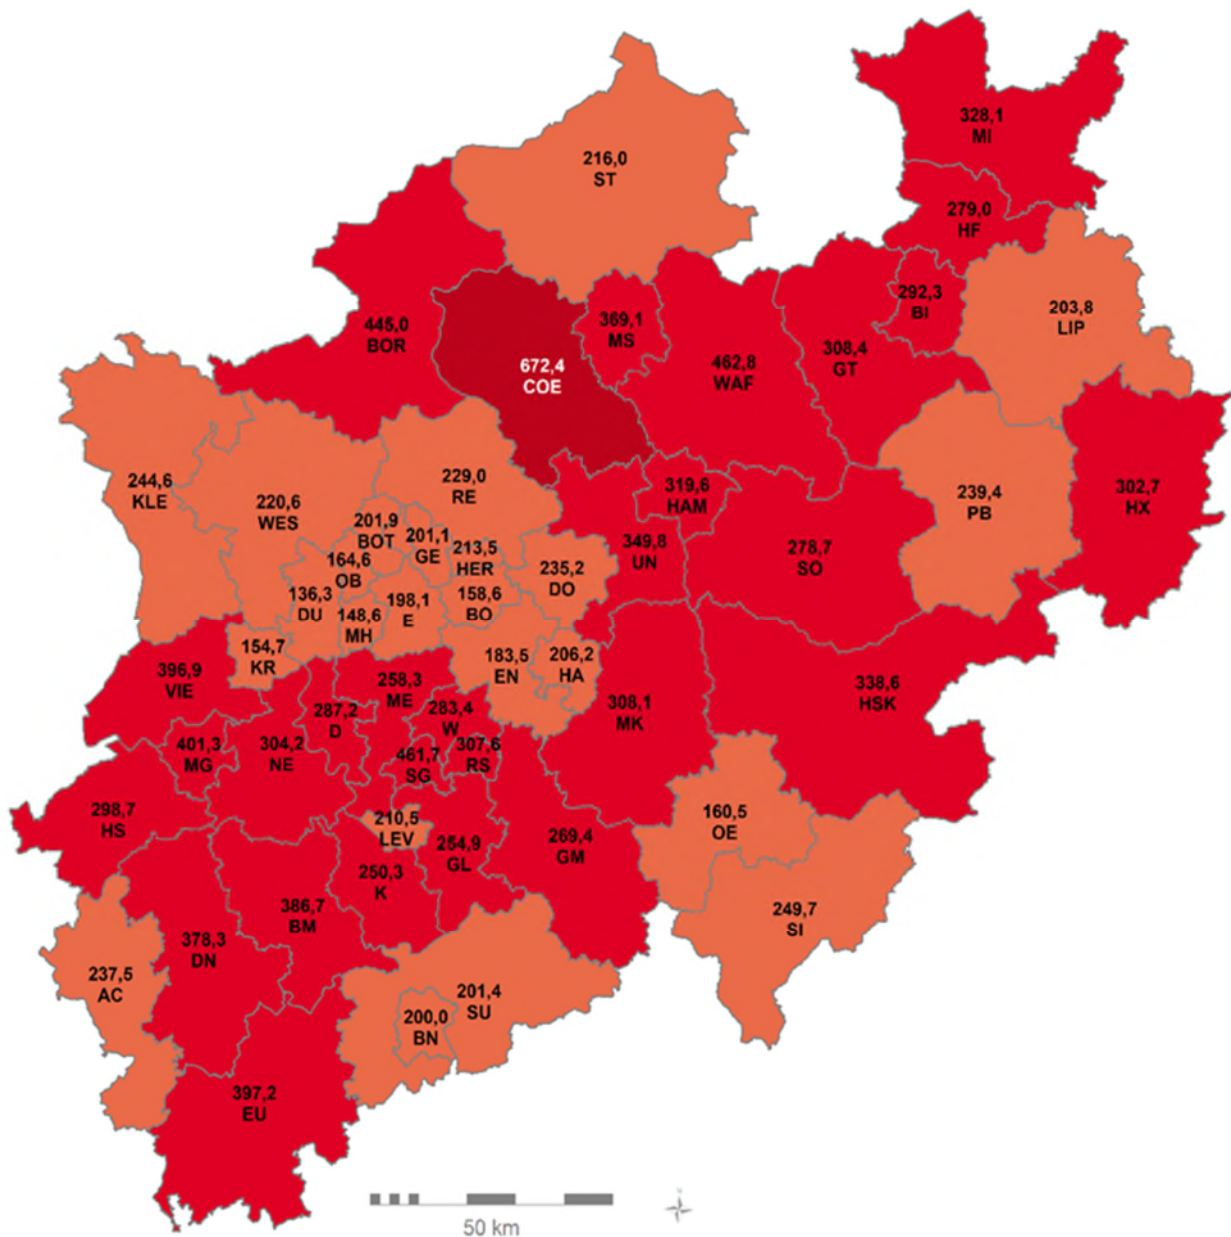 328,1
MI
216,0
ST
279,0
HF
292,3
BI
203,8
LIP
445,0
BOR
369,1
MS
308,4
GT
672,4
COE
462,8
WAF
244,6
KLE
229,0
RE
319,6
HAM
302,7
HX
220,6
WES
239,4
PB
201,9
BOT
201,1
GE
213,5
HER
349,8
UN
278,7
SO
164,6
OB
235,2
DO
136,3
DU
198,1
E
158,6
BO
148,6
MH
154,7
KR
183,5
EN
206,2
HA
396,9
VIE
258,3
ME
338,6
HSK
287,2
D
283,4
W
308,1
MK
401,3
MG
304,2
NE
461,7
SG
307,6
RS
298,7
HS
210,5
LEV
160,5
OE
254,9
GL
269,4
GM
250,3
K
386,7
BM
249,7
SI
378,3
DN
237,5
AC
201,4
SU
200,0
BN
397,2
EU
50 km